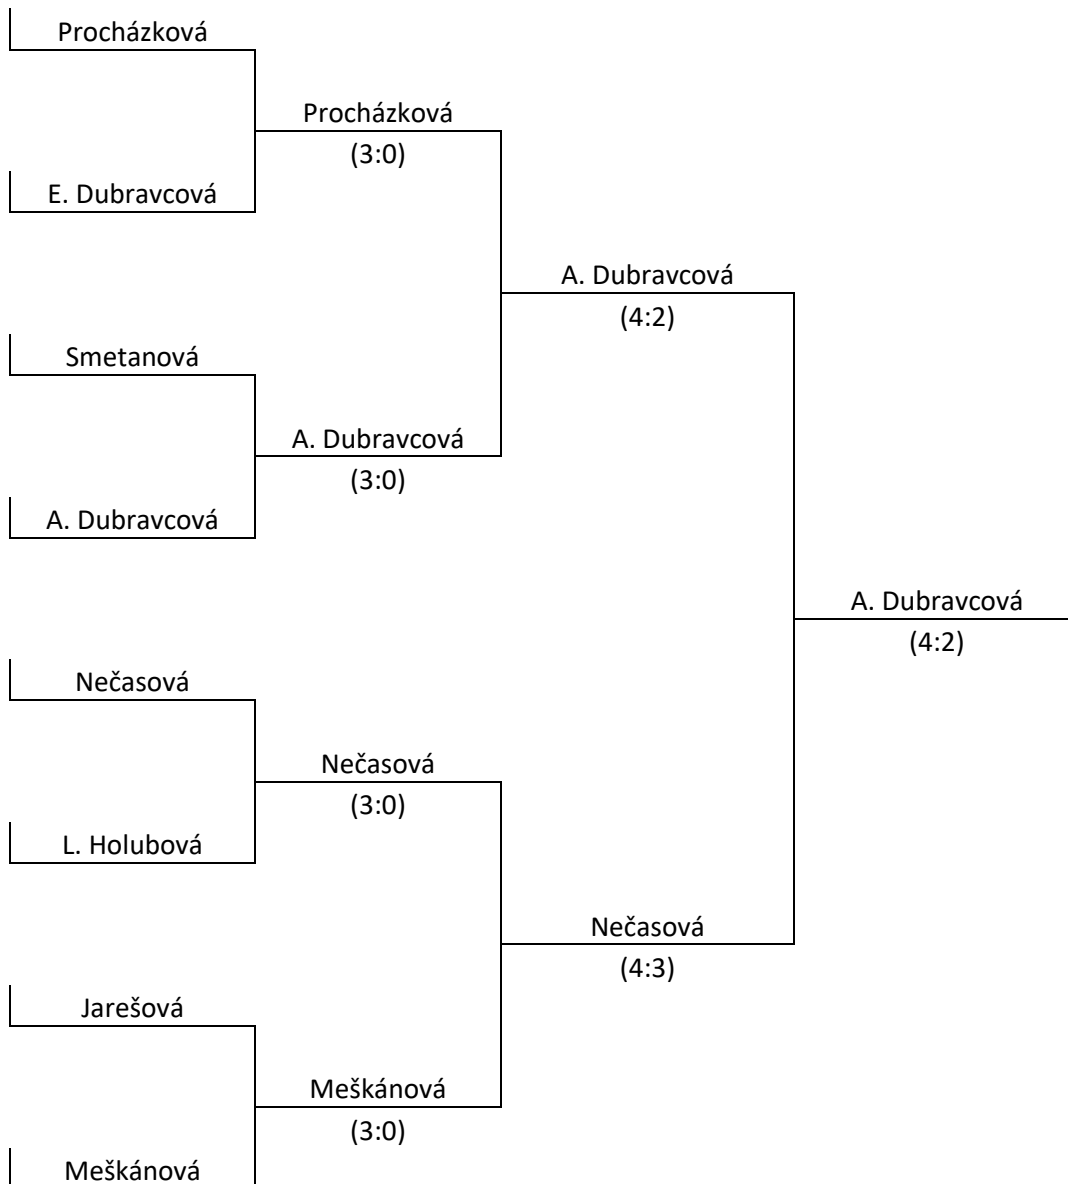 Procházková
Procházková
(3:0)
E. Dubravcová
A. Dubravcová
(4:2)
Smetanová
A. Dubravcová
(3:0)
A. Dubravcová
A. Dubravcová
(4:2)
Nečasová
Nečasová
(3:0)
L. Holubová
Nečasová
(4:3)
Jarešová
Meškánová
(3:0)
Meškánová